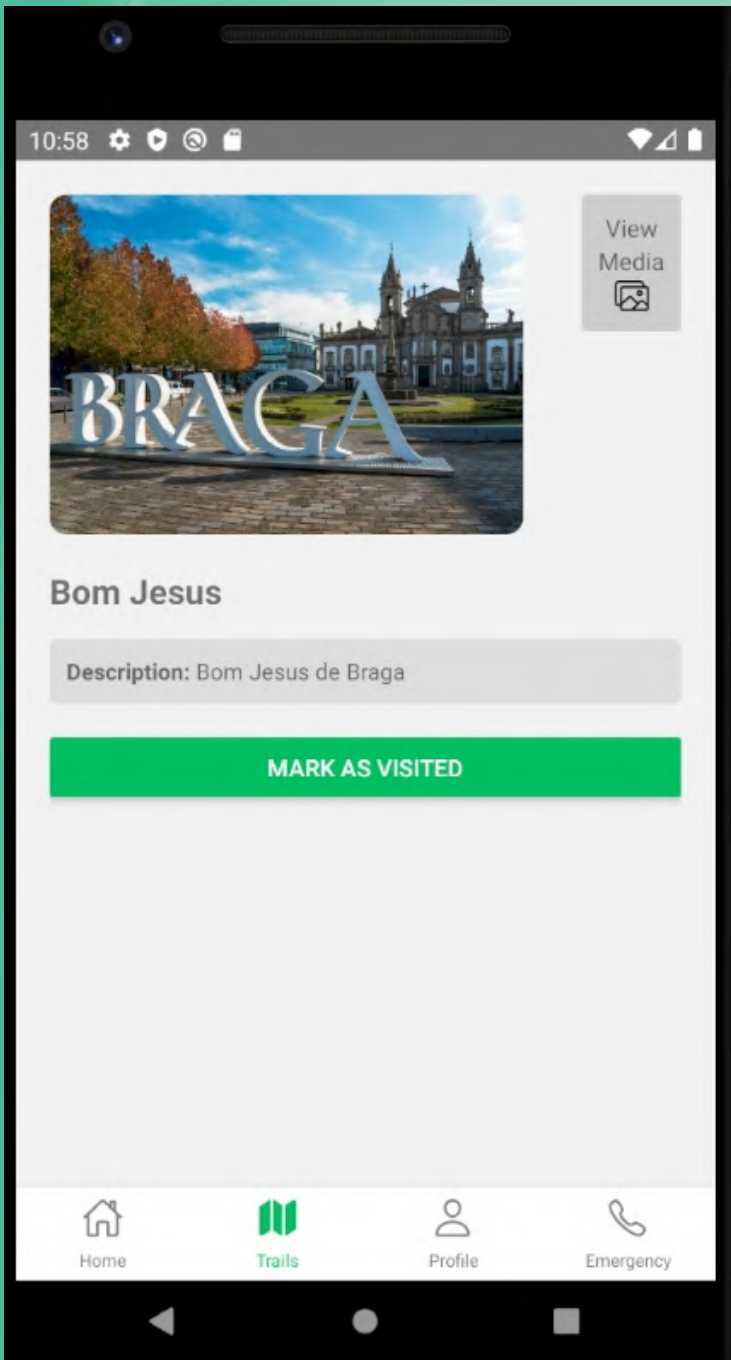 10:58
BRAGA
View
Media
Bom Jesus
Description: Bom Jesus de Braga
MARK AS VISITED
Home
Trails
Profile
Emergency